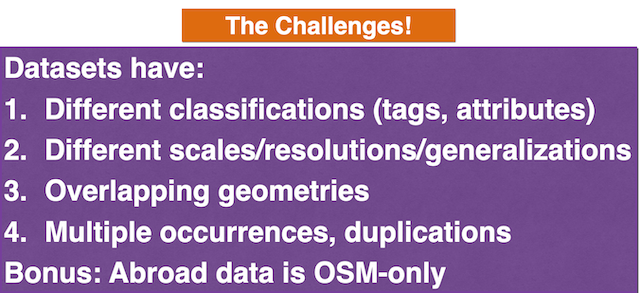 The Challenges!
Datasets have:
1. Different classifications (tags, attributes)
2. Different scales/resolutions/generalizations
3. Overlapping geometries
4. Multiple occurrences, duplications
Bonus: Abroad data is OSM-only